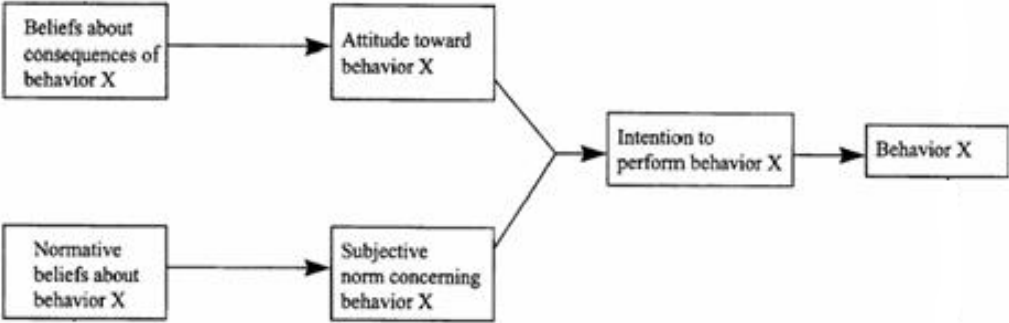 Beliefs about
consequences of
behavior X
Attitude toward
behavior X
Intention to
perform behavior X
Behavior X
Normative
beliefs about
behavior X
Subjective
norm concerning
behavior X